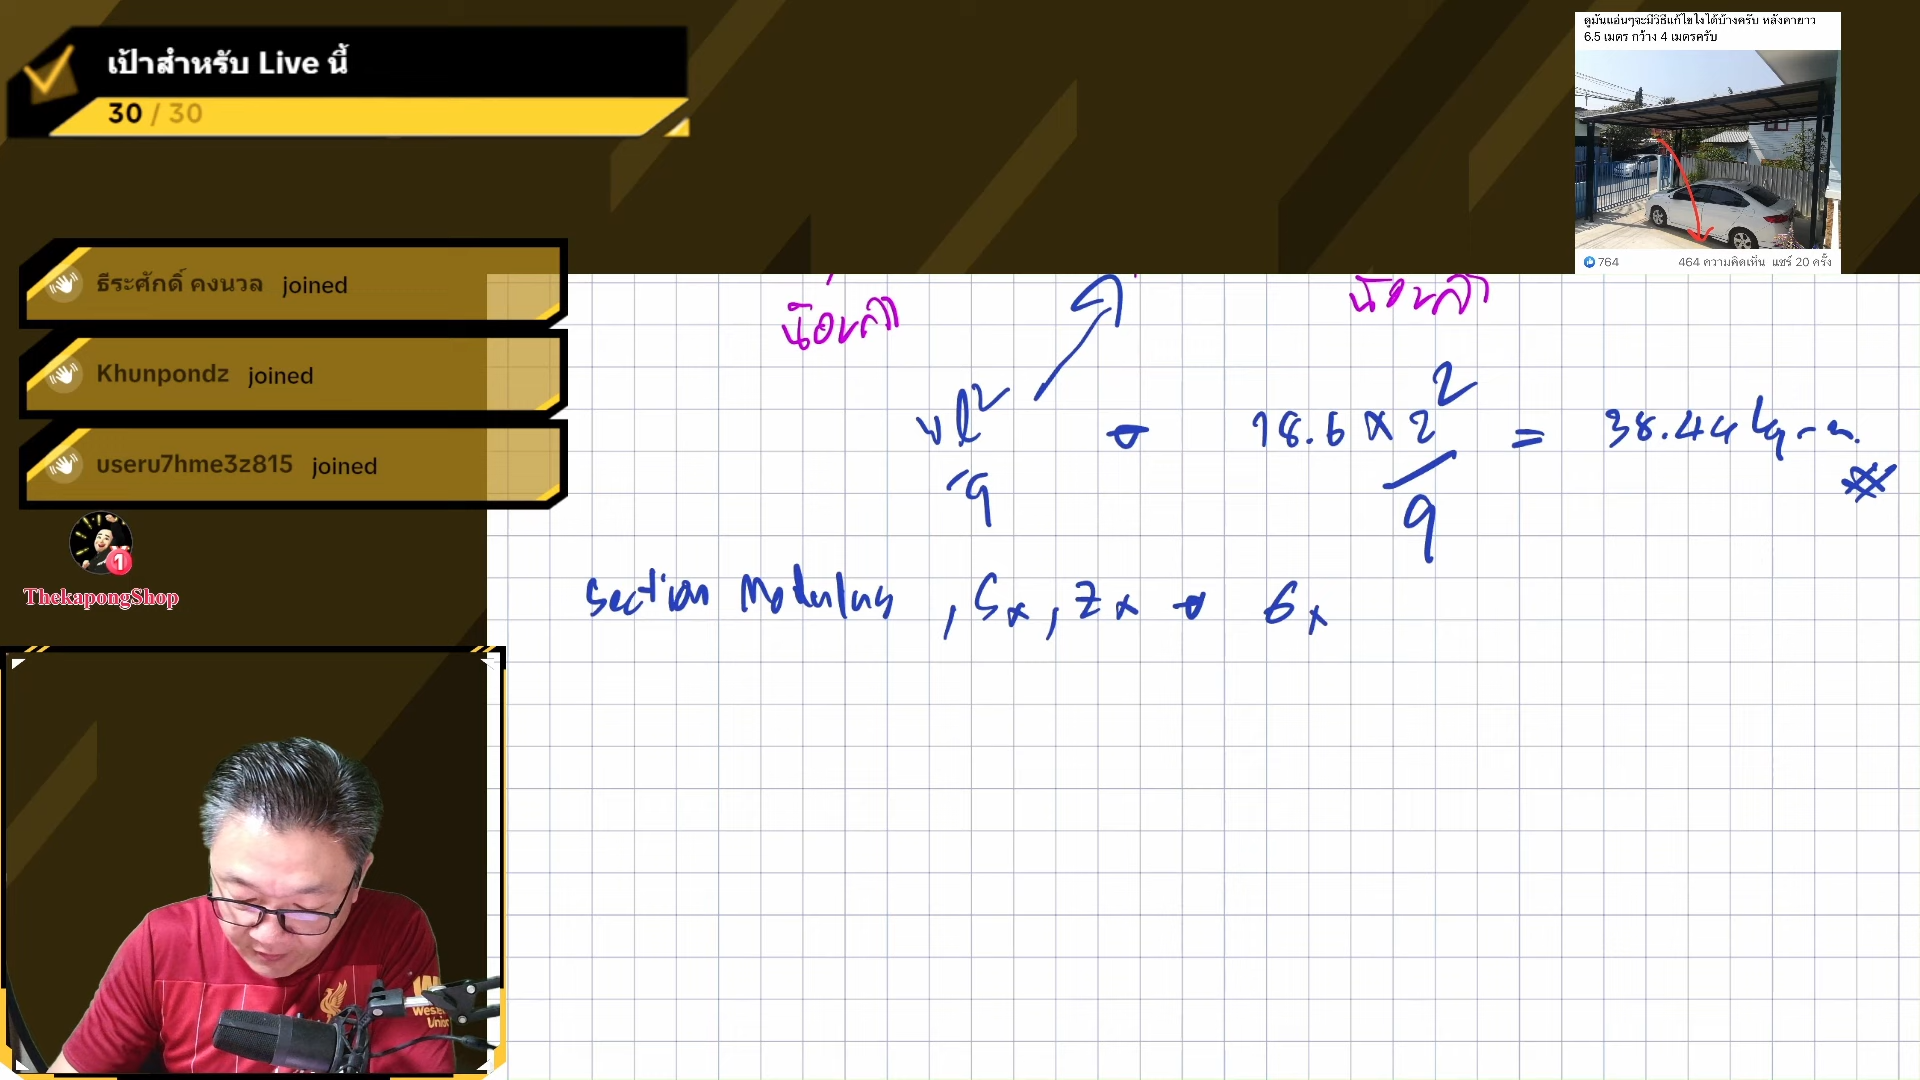 เป้าสำหรับ Live นี้
30 / 30
ดูมันแอ่นๆจะมีวิธีแก้ไขใงได้บ้างครับ หลังคายาว
6.5 เมตร กว้าง 4 เมตรครับ
764 464 ความคิดเห็น แชร์ 20 ครั้ง
ธีระศักดิ์ คงนวล joined
Khunpondz joined
useru7hme3z815 joined
1
ThekapongShop
wl²
9
18.6 x 2²
9
= 38.44 kg-m.
section Modulus , Sx, Zx → 6x